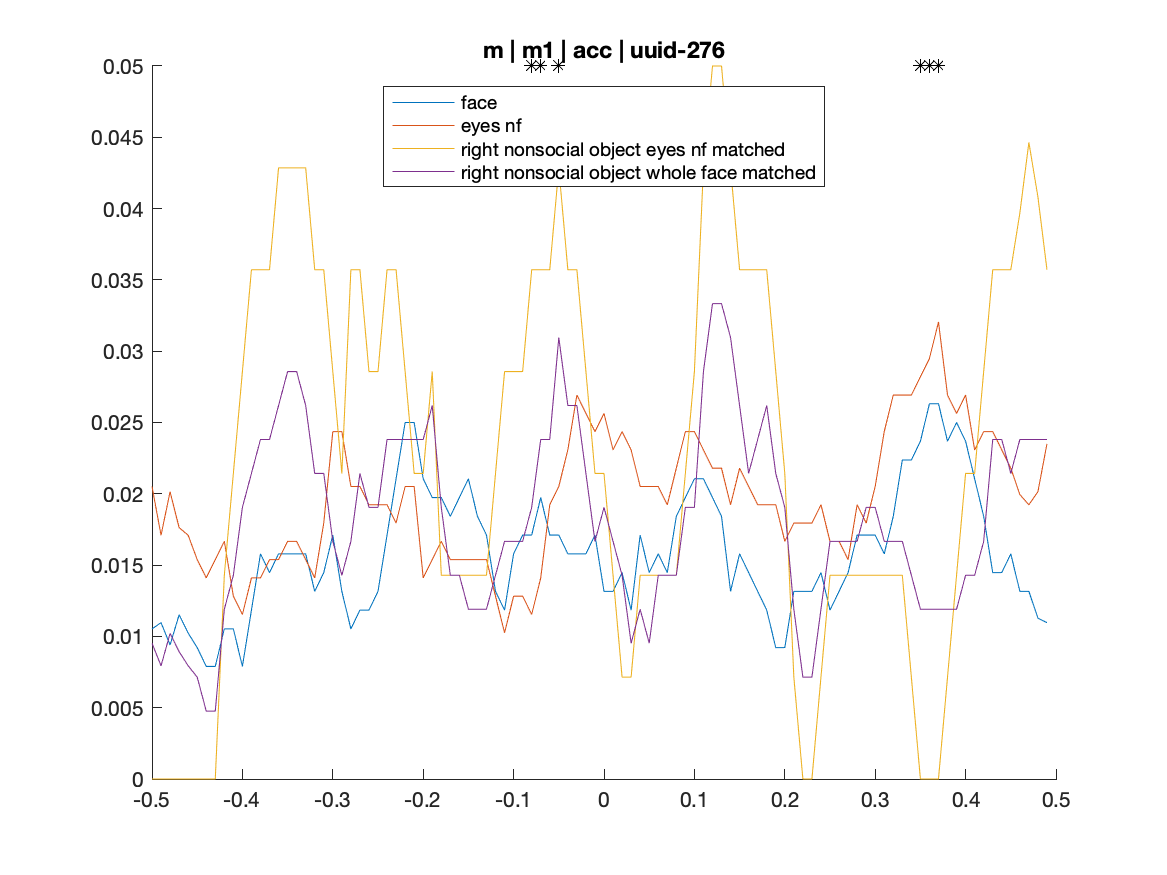 m | m1 | acc | uuid-276
0.05
0.045
0.04
0.035
0.03
0.025
0.02
0.015
0.01
0.005
0
face
eyes nf
right nonsocial object eyes nf matched
right nonsocial object whole face matched
-0.5 -0.4 -0.3 -0.2 -0.1 0 0.1 0.2 0.3 0.4 0.5